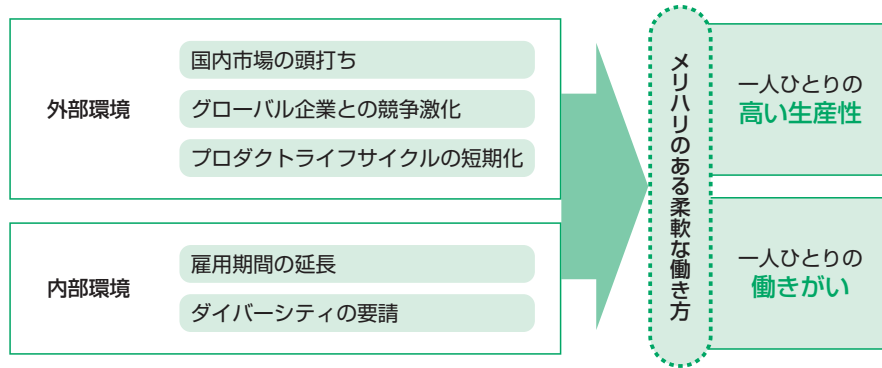 外部環境
国内市場の頭打ち
グローバル企業との競争激化
プロダクトライフサイクルの短期化
内部環境
雇用期間の延長
ダイバーシティの要請
メリハリのある柔軟な働き方
一人ひとりの
高い生産性
一人ひとりの
働きがい